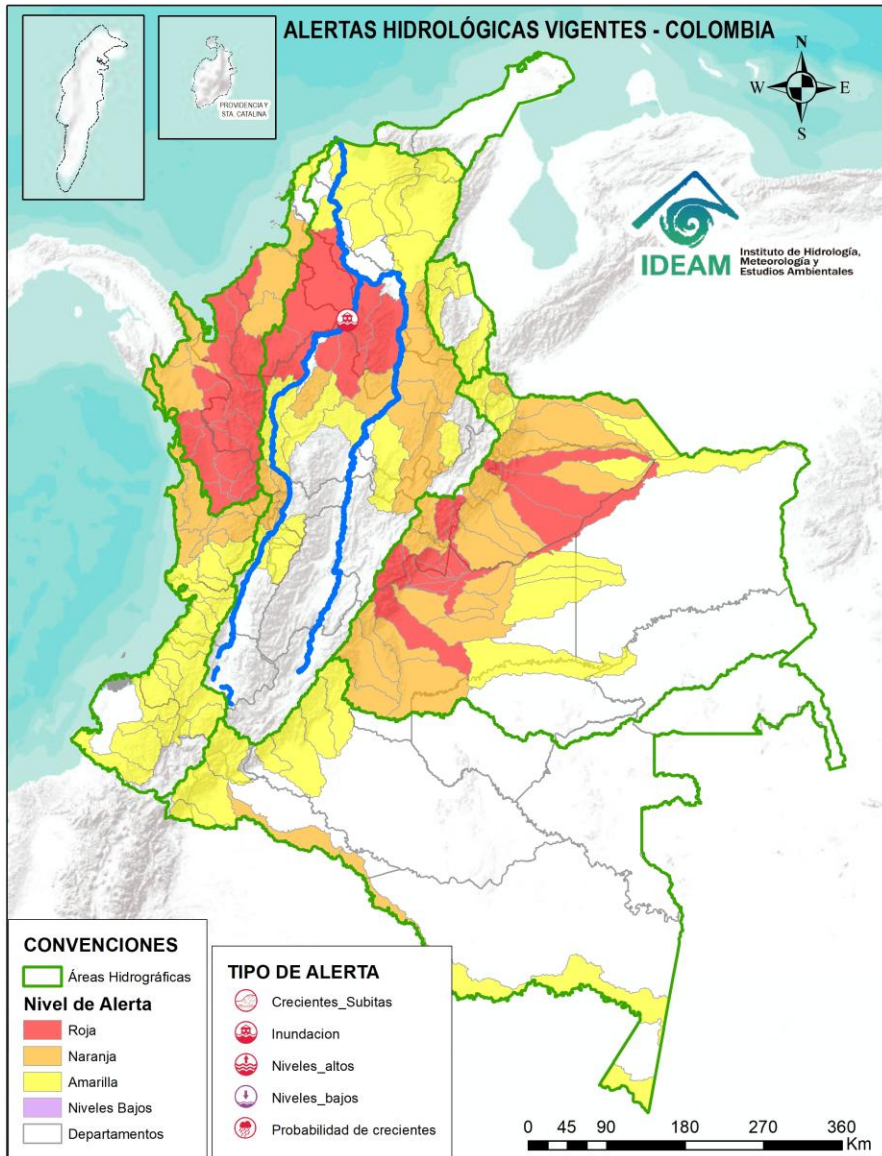 ALERTAS HIDROLÓGICAS VIGENTES - COLOMBIA
PROVIDENCIA Y
STA. CATALINA
N
W
E
S
IDEAM
Instituto de Hidrología,
Meteorología y
Estudios Ambientales
CONVENCIONES
Áreas Hidrográficas
Nivel de Alerta
Roja
Naranja
Amarilla
Niveles Bajos
Departamentos
TIPO DE ALERTA
Crecientes_Subitas
Inundacion
Niveles_altos
Niveles_bajos
Probabilidad de crecientes
0 45 90 180 270 360
Km